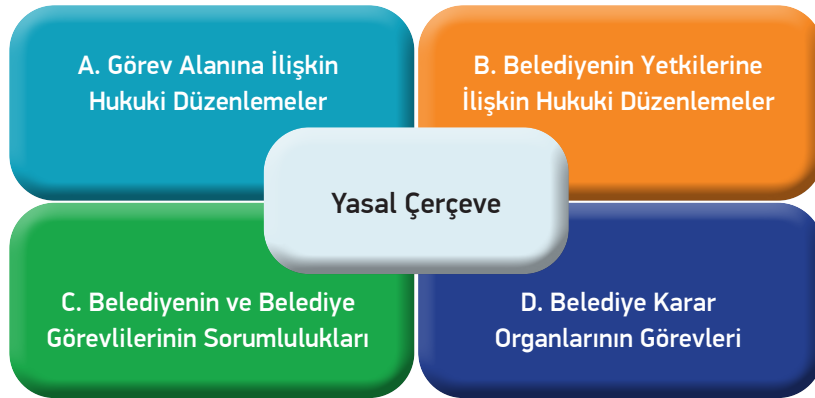 A. Görev Alanına İlişkin
Hukuki Düzenlemeler
B. Belediyenin Yetkilerine
İlişkin Hukuki Düzenlemeler
Yasal Çerçeve
C. Belediyenin ve Belediye
Görevlilerinin Sorumlulukları
D. Belediye Karar
Organlarının Görevleri